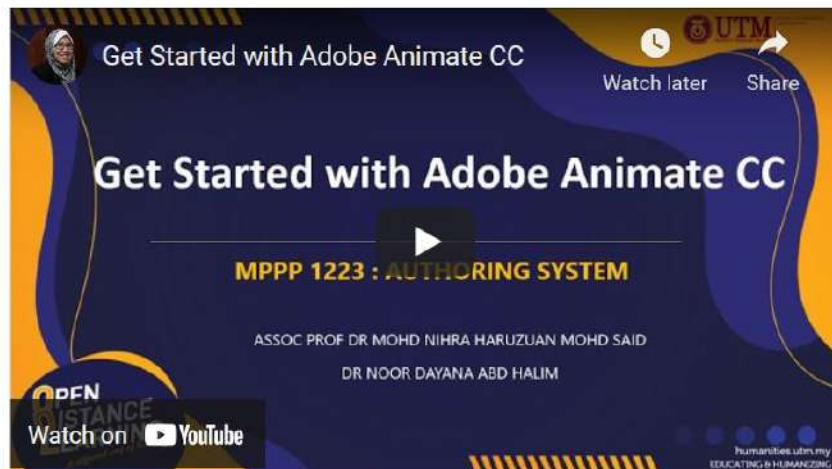 Get Started with Adobe Animate CC
UTM
Watch later
Share
Get Started with Adobe Animate CC
MPPP 1223 : AUTHORING SYSTEM
ASSOC PROF DR MOHD NIHRA HARUZUAN MOHD SAID
DR NOOR DAYANA ABD HALIM
OPEN
DISTANCE
LEARNING
Watch on YouTube
humanities.utm.my
EDUCATING & HUMANIZING